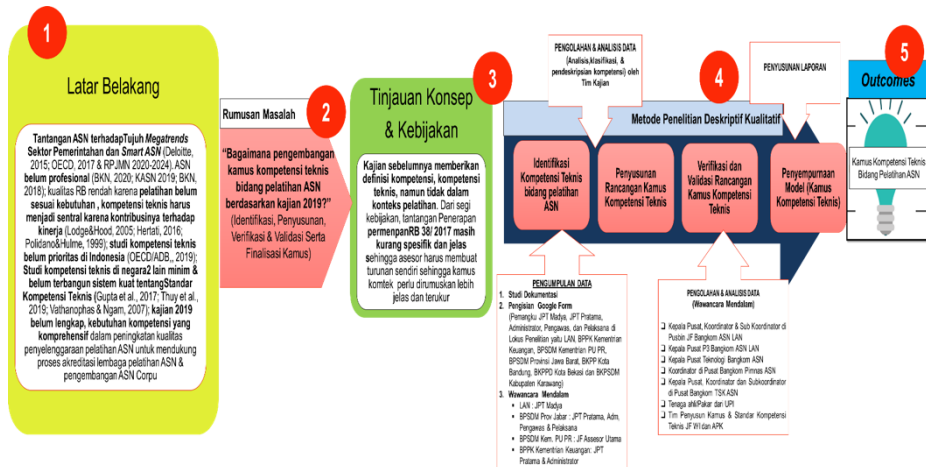 1
Latar Belakang
Tantangan ASN terhadapTujuh Megatrends
Sektor Pemerintahan dan Smart ASN (Deloitte,
2015; OECD, 2017 & RPJMN 2020-2024). ASN
belum profesional (BKN, 2020; KASN 2019; BKN,
2018); kualitas RB rendah karena pelatihan belum
sesuai kebutuhan , kompetensi teknis harus
menjadi sentral karena kontribusinya terhadap
kinerja (Lodge&Hood, 2005; Hertati, 2016;
Polidano&Hulme, 1999); studi kompetensi teknis
belum prioritas di Indonesia (OECD/ADB,, 2019);
Studi kompetensi teknis di negara2 lain minim &
belum terbangun sistem kuat tentangStandar
Kompetensi Teknis (Gupta et al., 2017; Thuy et al.,
2019; Vathanophas & Ngam, 2007); kajian 2019
belum lengkap, kebutuhan kompetensi yang
komprehensif dalam peningkatan kualitas
penyelenggaraan pelatihan ASN untuk mendukung
proses akreditasi lembaga pelatihan ASN &
pengembangan ASN Corpu
2
Rumusan Masalah
“Bagaimana pengembangan
kamus kompetensi teknis
bidang pelatihan ASN
berdasarkan kajian 2019?”
(Identifikasi, Penyusunan,
Verifikasi & Validasi Serta
Finalisasi Kamus)
3
Tinjauan Konsep
& Kebijakan
Kajian sebelumnya memberikan
definisi kompetensi, kompetensi
teknis, namun tidak dalam
konteks pelatihan. Dari segi
kebijakan, tantangan Penerapan
permenpanRB 38/ 2017 masih
kurang spesifik dan jelas
sehingga asesor harus membuat
turunan sendiri sehingga kamus
komtek perlu dirumuskan lebih
jelas dan terukur
PENGOLAHAN & ANALISIS DATA
(Analisis,klasifikasi, &
pendeskripsian kompetensi) oleh
Tim Kajian
4
PENYUSUNAN LAPORAN
Metode Penelitian Deskriptif Kualitatif
Identifikasi
Kompetensi Teknis
bidang pelatihan
ASN
Penyusunan
Rancangan Kamus
Kompetensi Teknis
Verifikasi dan
Validasi Rancangan
Kamus Kompetensi
Teknis
Penyempurnaan
Model (Kamus
Kompetensi Teknis)
PENGUMPULAN DATA
1. Studi Dokumentasi
2. Pengisian Google Form
(Pemangku JPT Madya, JPT Pratama,
Administrator, Pengawas, dan Pelaksana di
Lokus Penelitian yatu LAN, BPPK Kementrian
Keuangan, BPSDM Kementrian PU PR,
BPSDM Provinsi Jawa Barat, BKPP Kota
Bandung, BKPPD Kota Bekasi dan BKPSDM
Kabupaten Karawang)
3. Wawancara Mendalam
• LAN : JPT Madya
• BPSDM Prov Jabar : JPT Pratama, Adm,
Pengawas & Pelaksana
• BPSDM Kem. PU PR : JF Assesor Utama
• BPPK Kementrian Keuangan: JPT
Pratama & Administrator
PENGOLAHAN & ANALISIS DATA
(Wawancara Mendalam)
❑ Kepala Pusat, Koordinator & Sub Koordinator di
Pusbin JF Bangkom ASN LAN
❑ Kepala Pusat P3 Bangkom ASN LAN
❑ Kepala Pusat Teknologi Bangkom ASN
❑ Koordinator di Pusat Bangkom Pimnas ASN
❑ Kepala Pusat, Koordinator dan Subkoordinator
di Pusat Bangkom TSK ASN
❑ Tenaga ahli/Pakar dari UPI
❑ Tim Penyusun Kamus & Standar Kompetensi
Teknis JF WI dan APK
5
Outcomes
Kamus Kompetensi Teknis
Bidang Pelatihan ASN